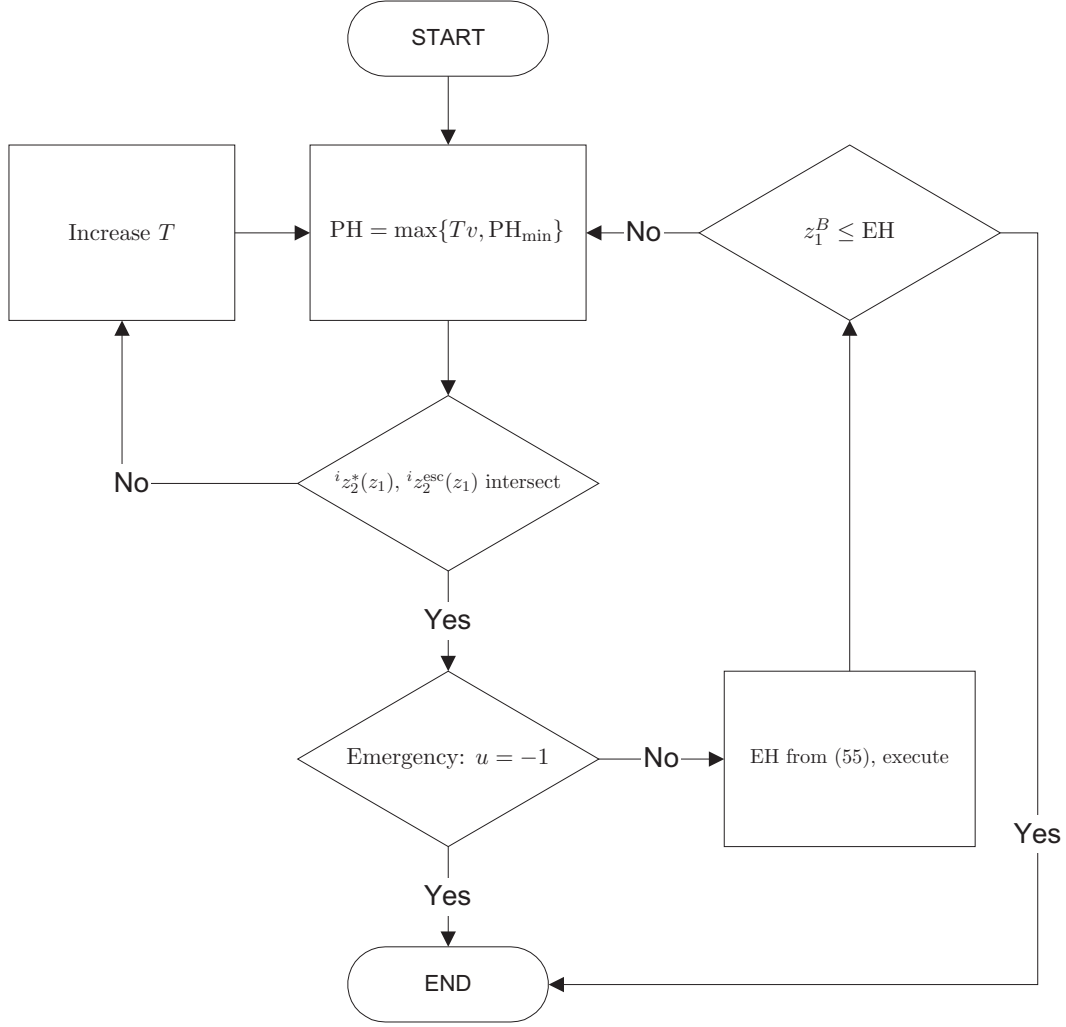 START
Increase T
PH = max{Tv, PH_min}
No
z_1^B ≤ EH
^i z_2^*(z_1), ^i z_2^esc(z_1) intersect
No
Yes
Emergency: u = −1
No
EH from (55), execute
Yes
Yes
END